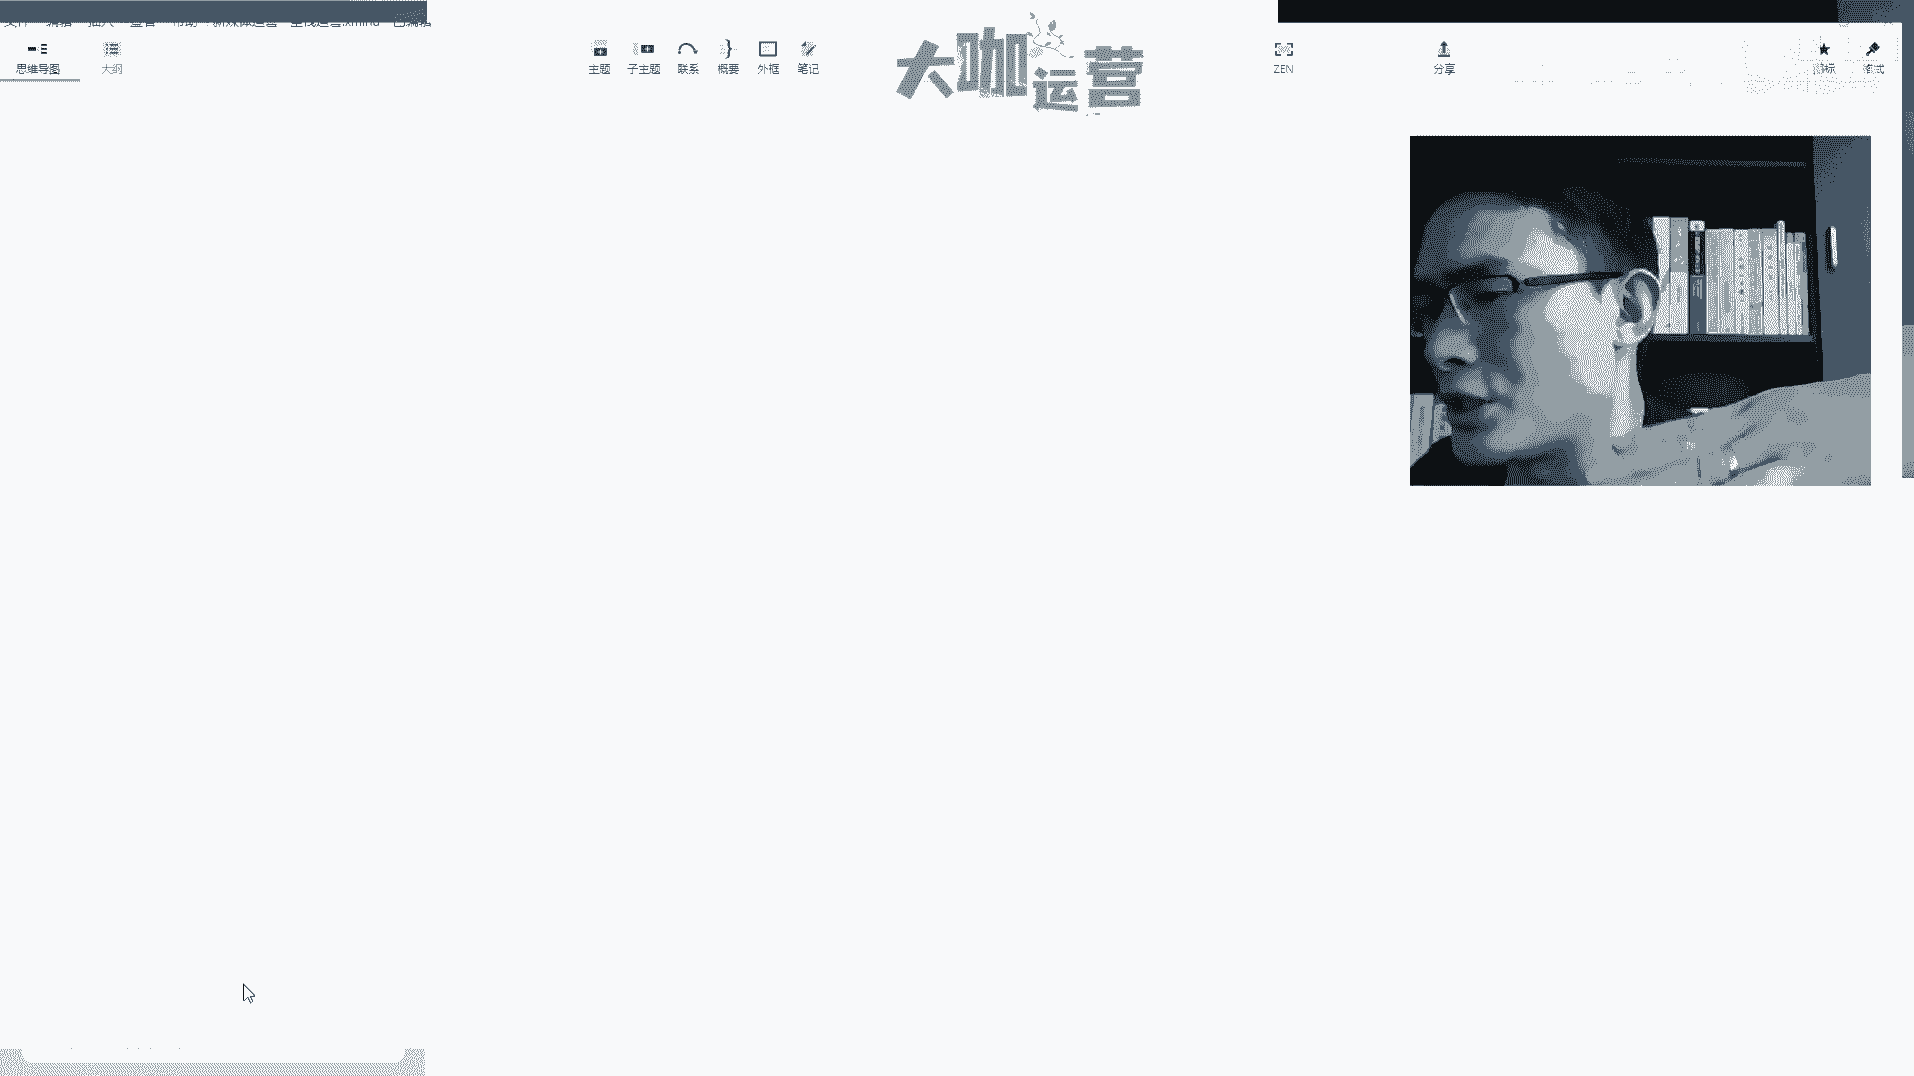 文件 编辑 插入 查看 帮助 新媒体运营 - 全栈运营.xmind - 已编辑
思维导图 大纲 主题 子主题 联系 概要 外框 笔记 ZEN 分享 图标 格式
大咖运营